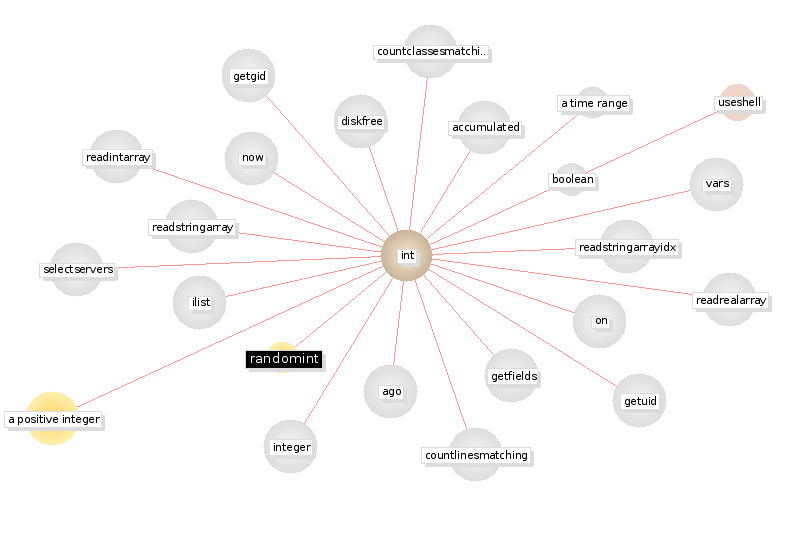 countclassesmatchi..
getgid
a time range
useshell
diskfree
accumulated
readintarray
now
boolean
vars
readstringarray
readstringarrayidx
int
selectservers
ilist
readrealarray
on
randomint
getfields
ago
getuid
a positive integer
integer
countlinesmatching